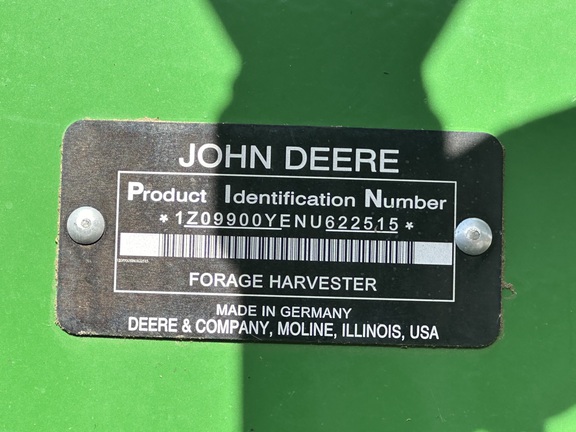 JOHN DEERE
Product Identification Number
*1Z09900YENU622515*
FORAGE HARVESTER
MADE IN GERMANY
DEERE & COMPANY, MOLINE, ILLINOIS, USA